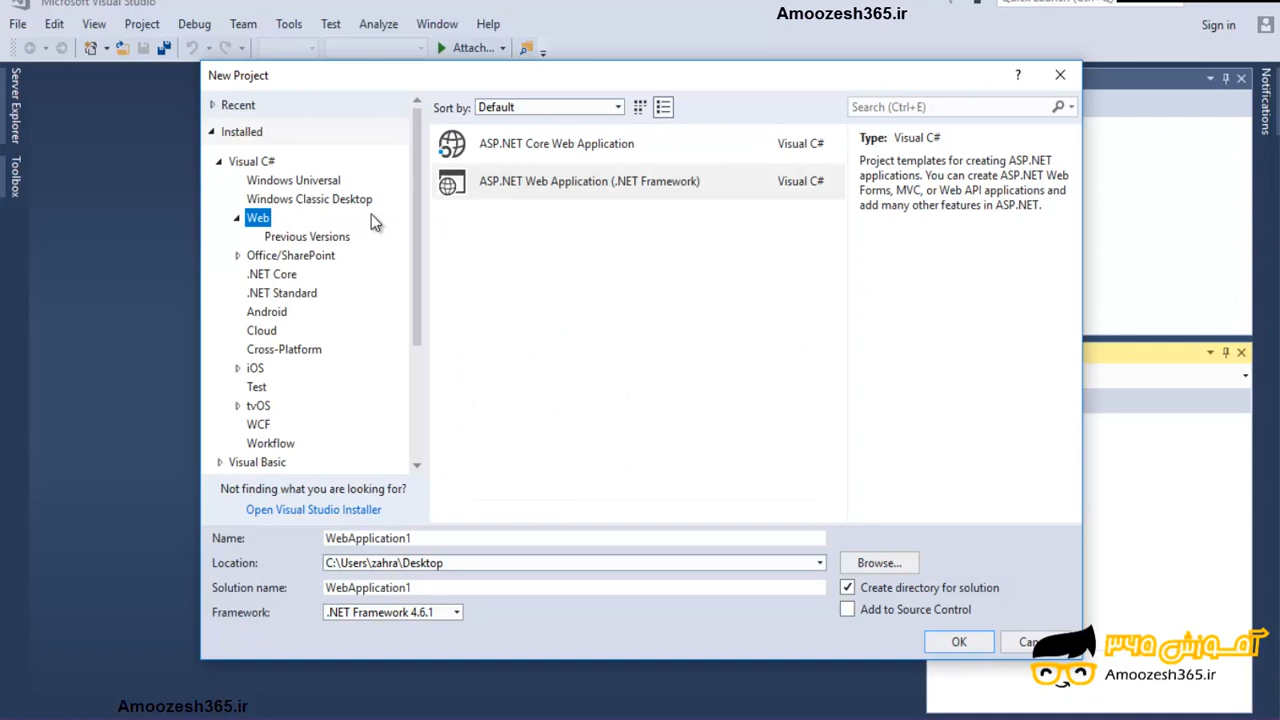 Microsoft Visual Studio
Amoozesh365.ir
File Edit View Project Debug Team Tools Test Analyze Window Help
Sign in
Attach...
Server Explorer
Toolbox
Notifications
New Project
?
Recent
Installed
Visual C#
Windows Universal
Windows Classic Desktop
Web
Previous Versions
Office/SharePoint
.NET Core
.NET Standard
Android
Cloud
Cross-Platform
iOS
Test
tvOS
WCF
Workflow
Visual Basic
Not finding what you are looking for?
Open Visual Studio Installer
Sort by: Default
ASP.NET Core Web Application Visual C#
ASP.NET Web Application (.NET Framework) Visual C#
Search (Ctrl+E)
Type: Visual C#
Project templates for creating ASP.NET
applications. You can create ASP.NET Web
Forms, MVC, or Web API applications and
add many other features in ASP.NET.
Name: WebApplication1
Location: C:\Users\zahra\Desktop
Browse...
Solution name: WebApplication1
Create directory for solution
Framework: .NET Framework 4.6.1
Add to Source Control
OK
آموزش ۳۶۵
Amoozesh365.ir
Amoozesh365.ir